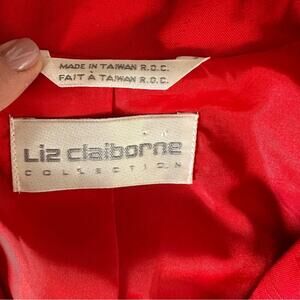 MADE IN TAIWAN R.O.C.
FAIT À TAIWAN R.O.C.
Liz claiborne
COLLECTION